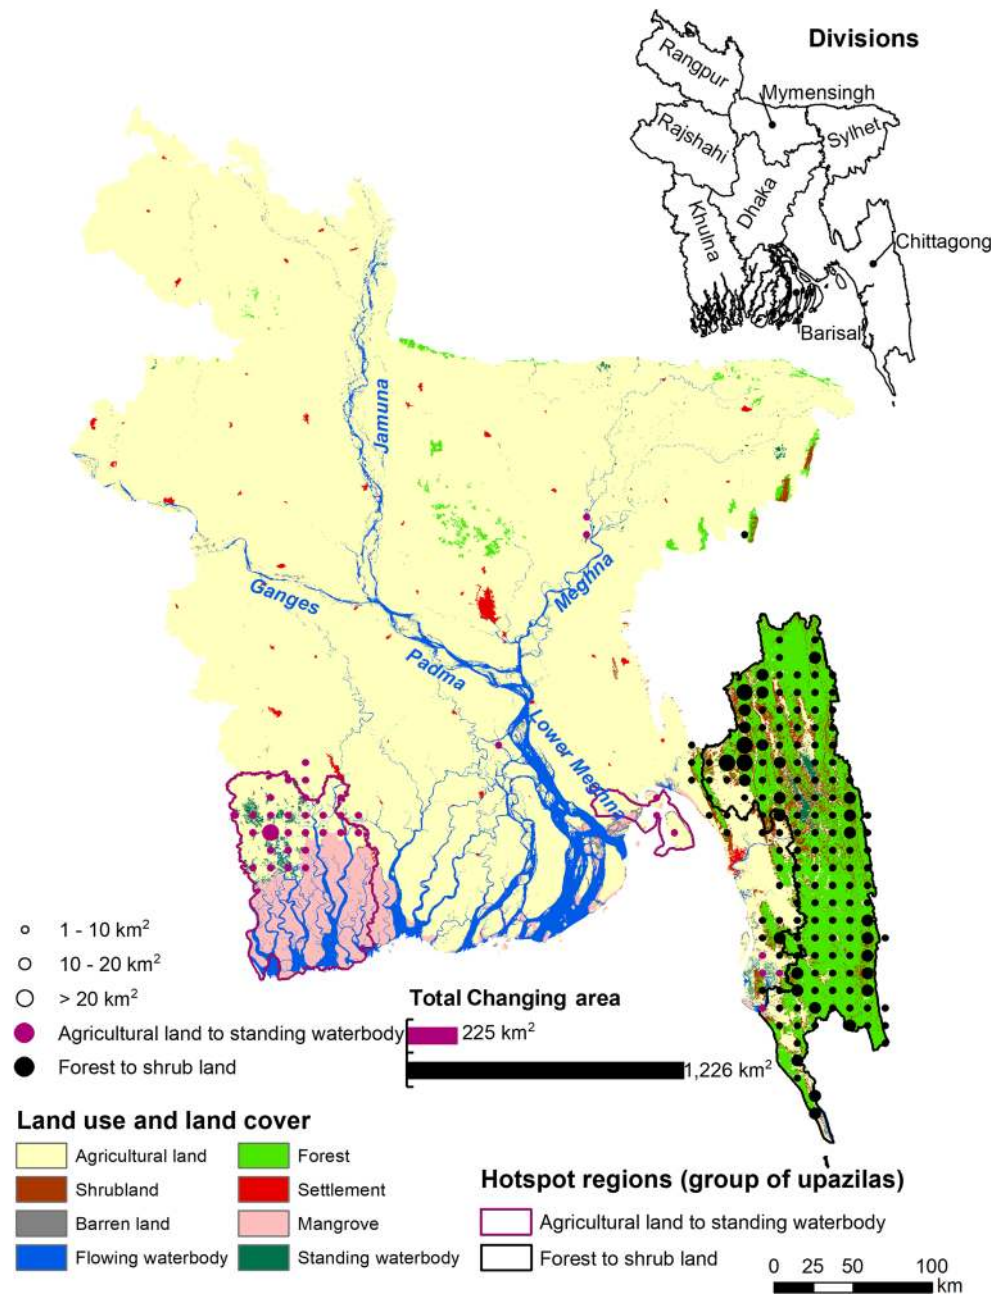 Divisions
Rangpur
Mymensingh
Rajshahi
Sylhet
Dhaka
Khulna
Chittagong
Barisal
Jamuna
Ganges
Meghna
Padma
Lower Meghna
1 - 10 km²
10 - 20 km²
> 20 km²
Agricultural land to standing waterbody
Forest to shrub land
Total Changing area
225 km²
1,226 km²
Land use and land cover
Agricultural land
Forest
Shrubland
Settlement
Barren land
Mangrove
Flowing waterbody
Standing waterbody
Hotspot regions (group of upazilas)
Agricultural land to standing waterbody
Forest to shrub land
0 25 50 100
km